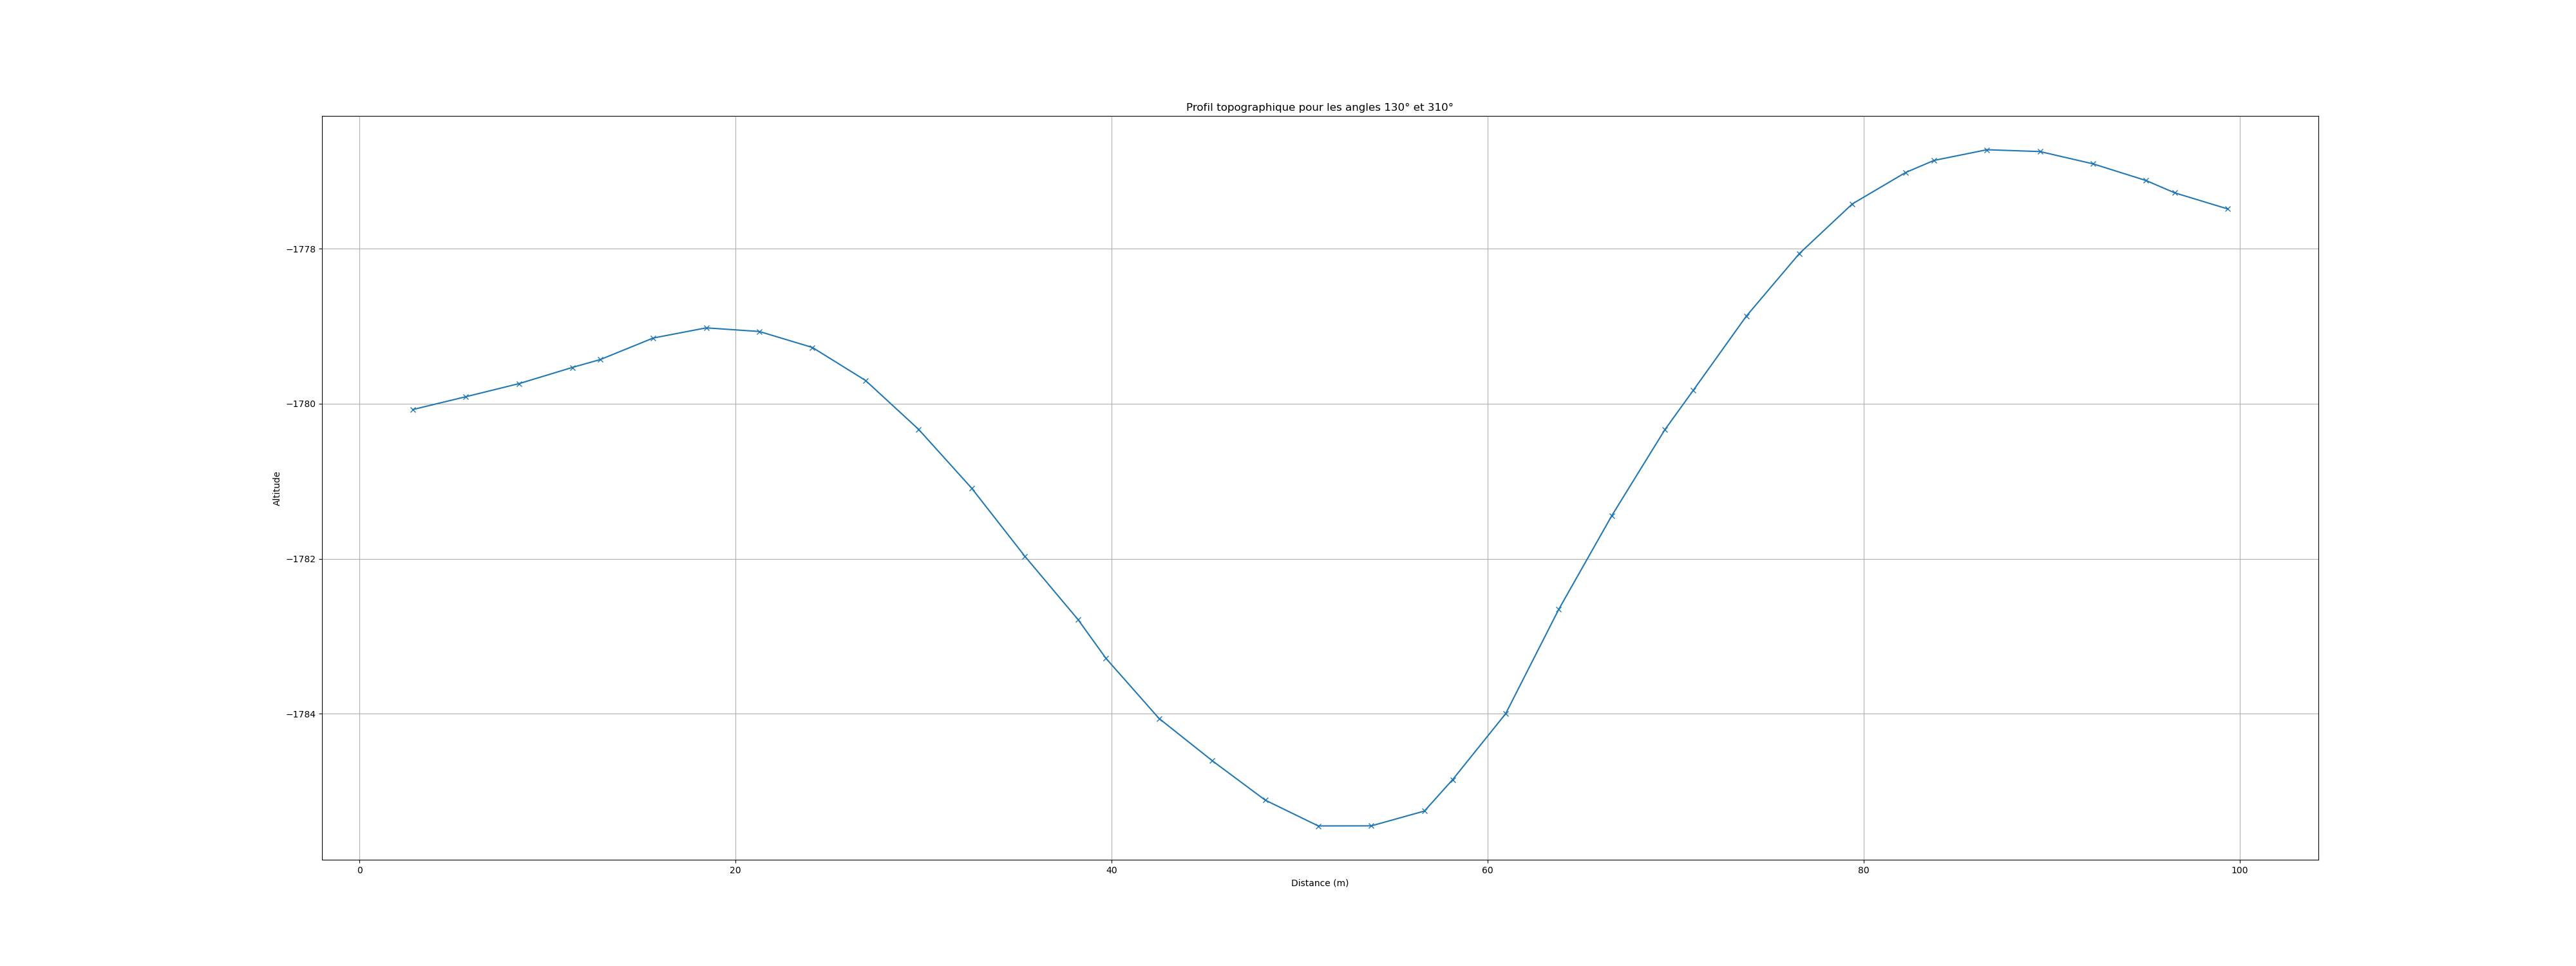 Profil topographique pour les angles 130° et 310°
Altitude
−1778
−1780
−1782
−1784
0 20 40 60 80 100
Distance (m)